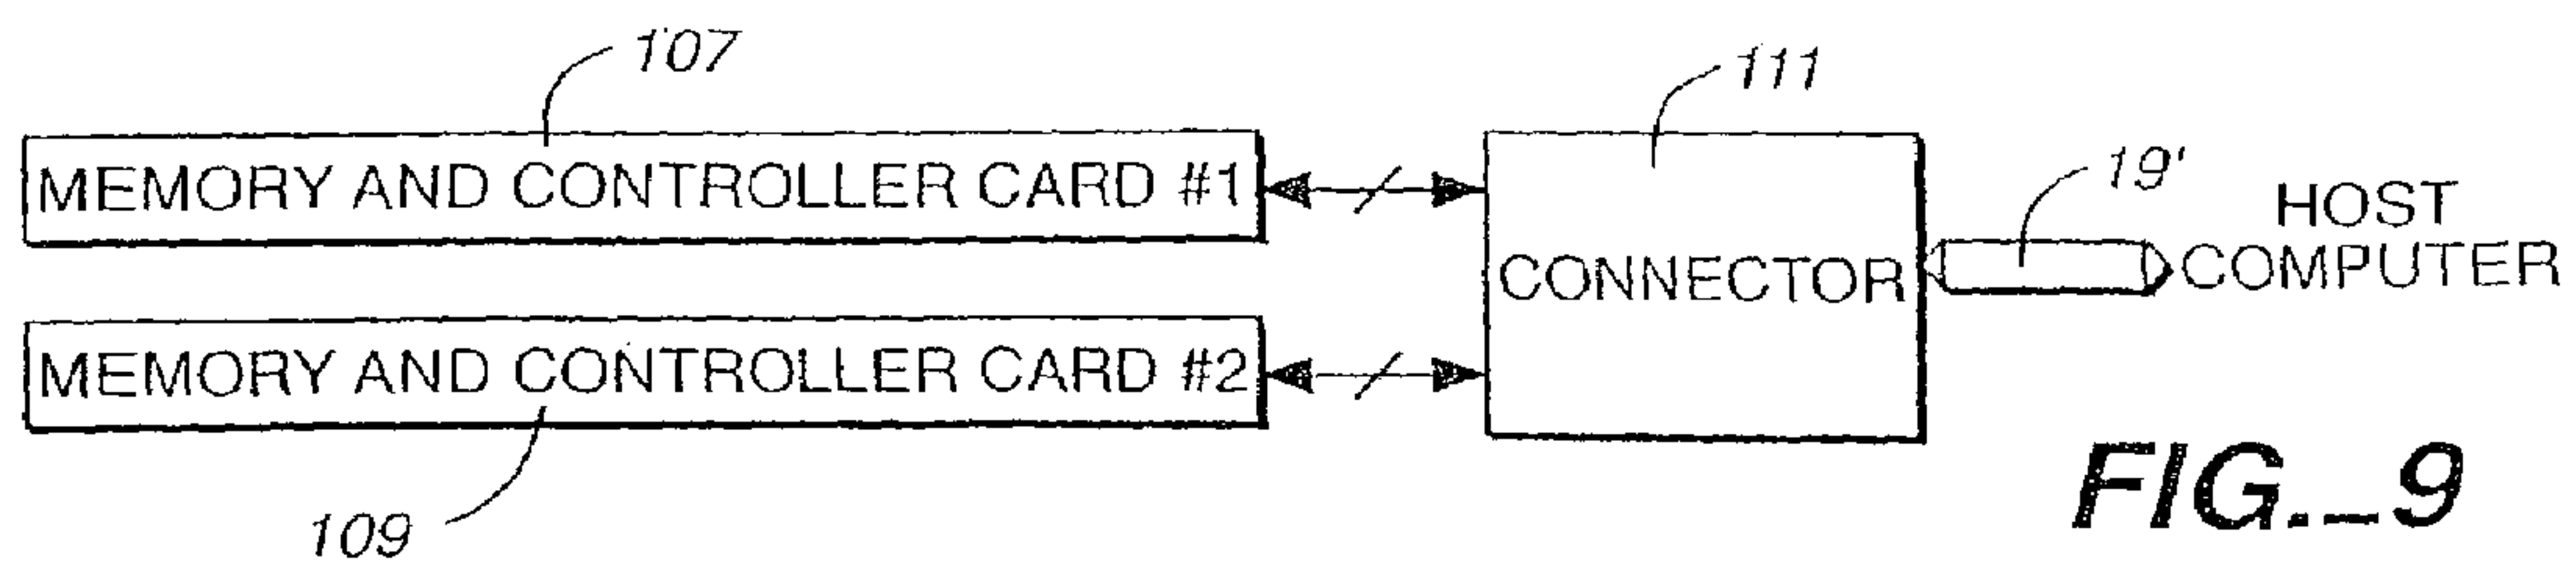 107
111
MEMORY AND CONTROLLER CARD #1
19'
HOST
COMPUTER
CONNECTOR
MEMORY AND CONTROLLER CARD #2
109
FIG._9